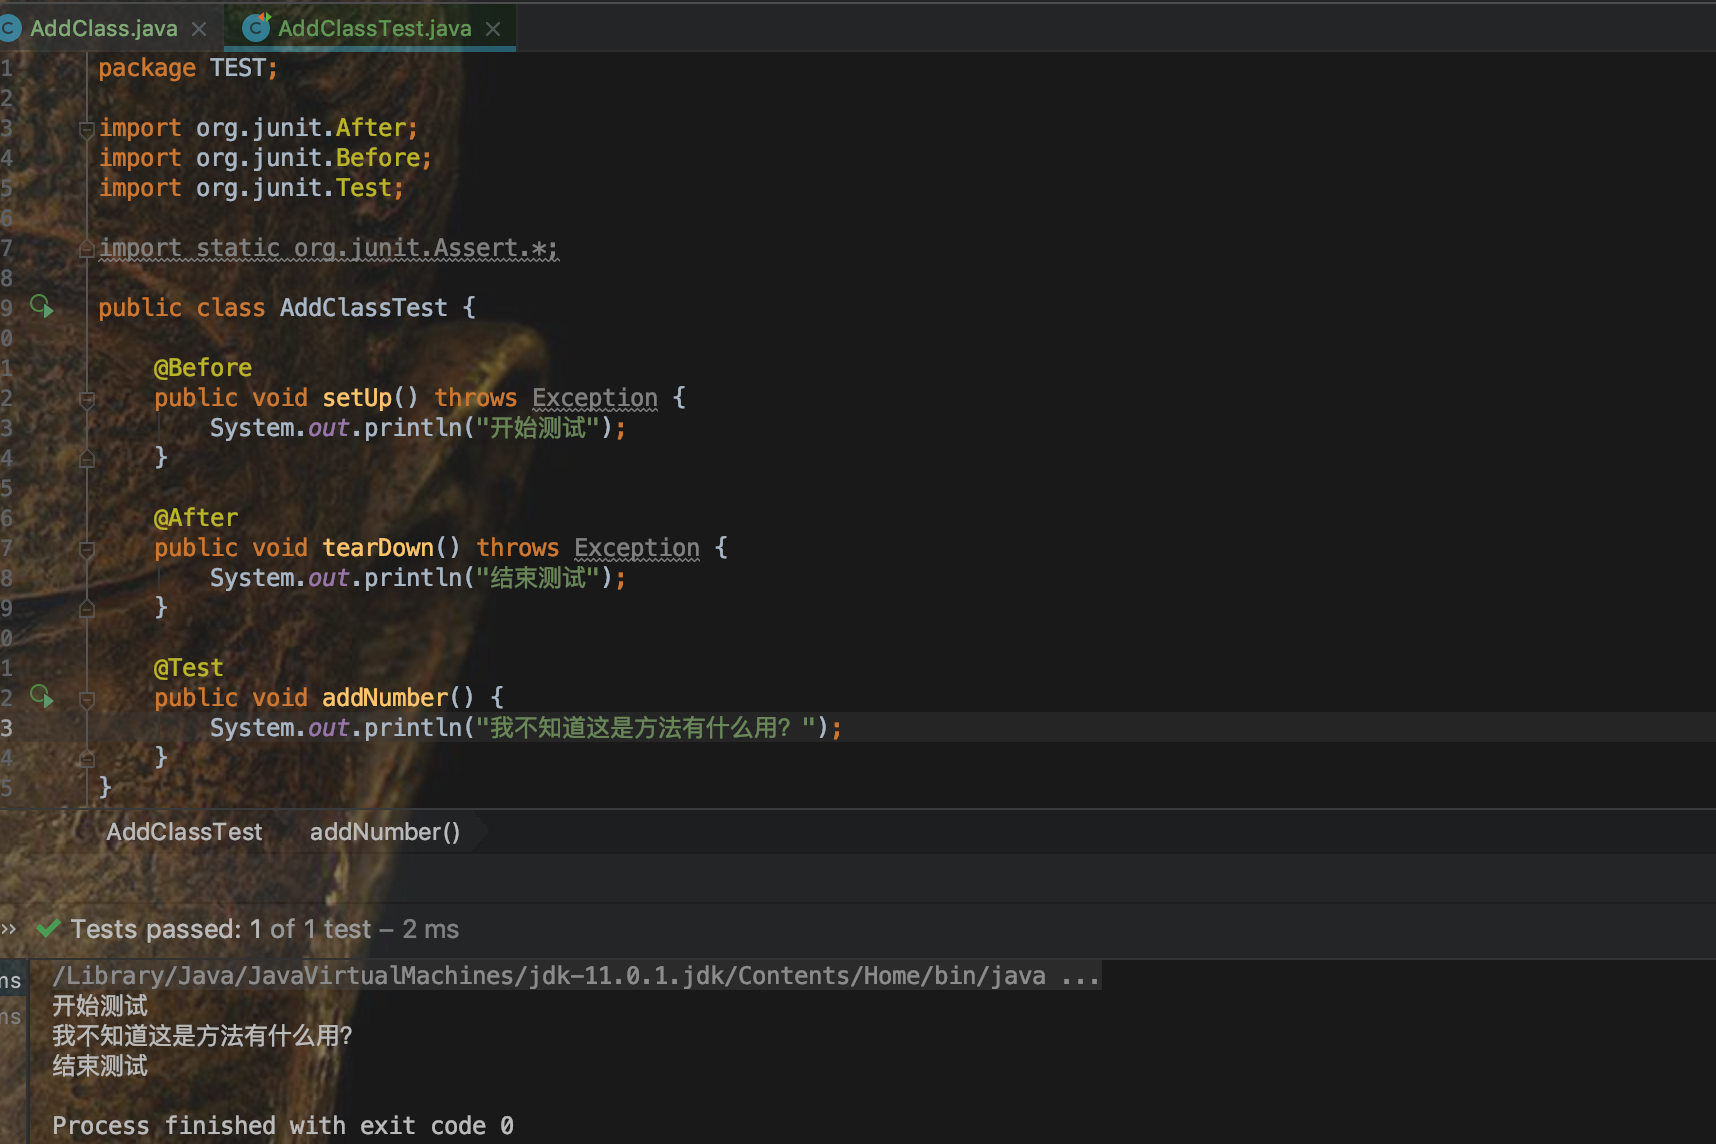 AddClass.java AddClassTest.java
1 package TEST;
2
3 import org.junit.After;
4 import org.junit.Before;
5 import org.junit.Test;
6
7 import static org.junit.Assert.*;
8
9 public class AddClassTest {
0
1 @Before
2 public void setUp() throws Exception {
3 System.out.println("开始测试");
4 }
5
6 @After
7 public void tearDown() throws Exception {
8 System.out.println("结束测试");
9 }
0
1 @Test
2 public void addNumber() {
3 System.out.println("我不知道这是方法有什么用? ");
4 }
5 }
AddClassTest addNumber()
» Tests passed: 1 of 1 test – 2 ms
ms /Library/Java/JavaVirtualMachines/jdk-11.0.1.jdk/Contents/Home/bin/java ...
开始测试
ms
我不知道这是方法有什么用?
结束测试
Process finished with exit code 0